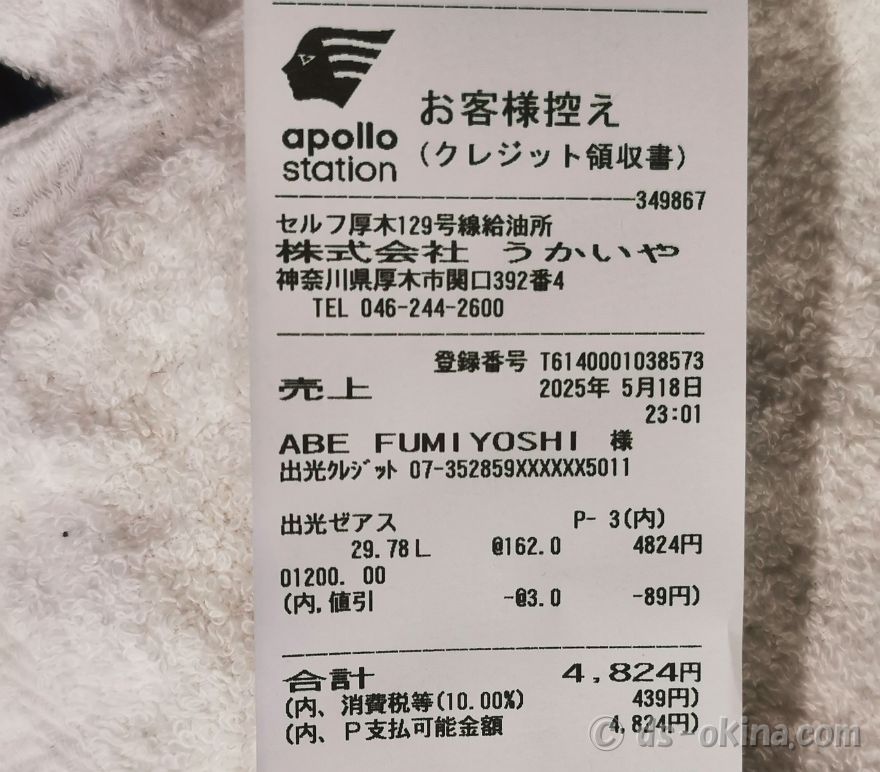 apollo
station
お客様控え
(クレジット領収書)
349867
セルフ厚木129号線給油所
株式会社 うかいや
神奈川県厚木市関口392番4
TEL 046-244-2600
登録番号 T6140001038573
売上 2025年 5月18日
23:01
ABE FUMIYOSHI 様
出光ｸﾚｼﾞｯﾄ 07-352859XXXXXX5011
出光ゼアス P- 3(内)
29.78L @162.0 4824円
01200. 00
(内,値引 -@3.0 -89円)
合計 4,824円
(内、消費税等(10.00%) 439円)
(内、P支払可能金額 4,824円)
© ds-okina.com